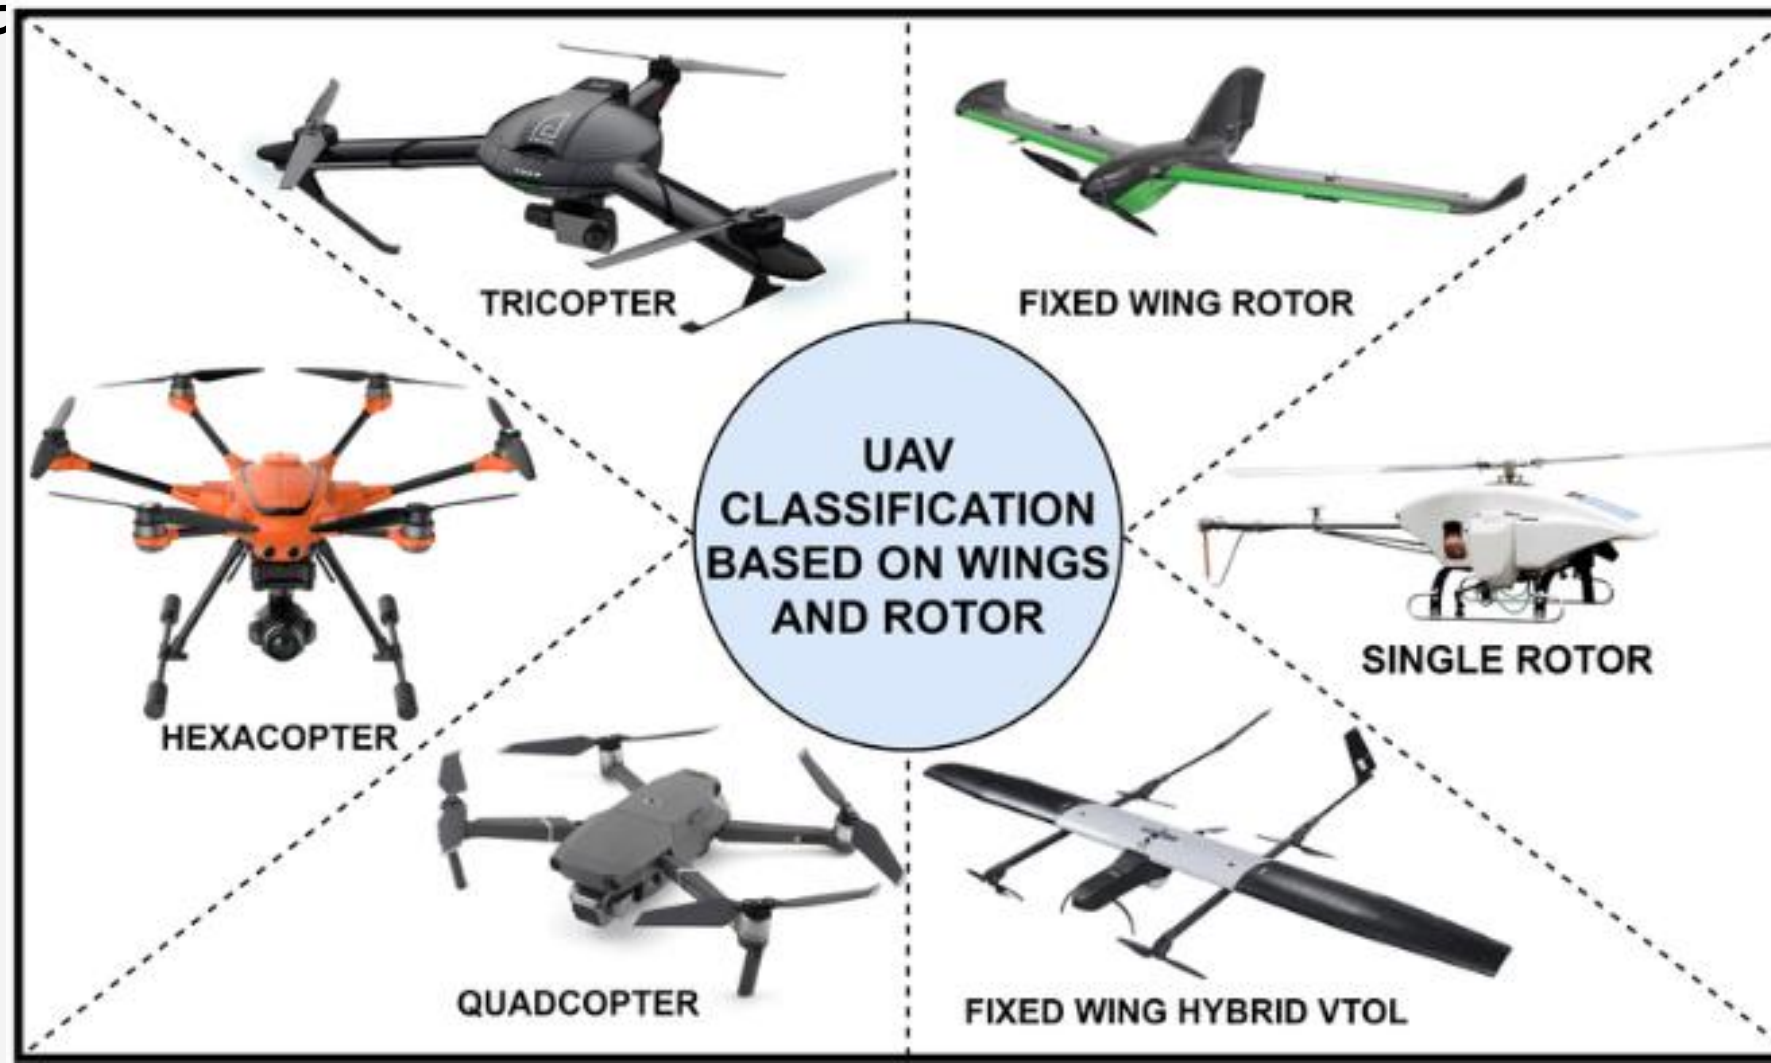 TRICOPTER
FIXED WING ROTOR
UAV
CLASSIFICATION
BASED ON WINGS
AND ROTOR
SINGLE ROTOR
HEXACOPTER
QUADCOPTER
FIXED WING HYBRID VTOL